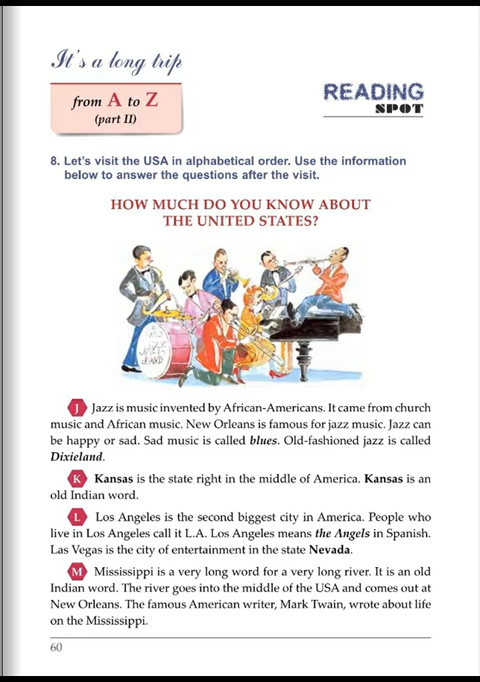 It's a long trip
from A to Z
(part II)
READING
SPOT
8. Let's visit the USA in alphabetical order. Use the information
below to answer the questions after the visit.
HOW MUCH DO YOU KNOW ABOUT
THE UNITED STATES?
JAZZ
BAND
J Jazz is music invented by African-Americans. It came from church
music and African music. New Orleans is famous for jazz music. Jazz can
be happy or sad. Sad music is called blues. Old-fashioned jazz is called
Dixieland.
K Kansas is the state right in the middle of America. Kansas is an
old Indian word.
L Los Angeles is the second biggest city in America. People who
live in Los Angeles call it L.A. Los Angeles means the Angels in Spanish.
Las Vegas is the city of entertainment in the state Nevada.
M Mississippi is a very long word for a very long river. It is an old
Indian word. The river goes into the middle of the USA and comes out at
New Orleans. The famous American writer, Mark Twain, wrote about life
on the Mississippi.
60